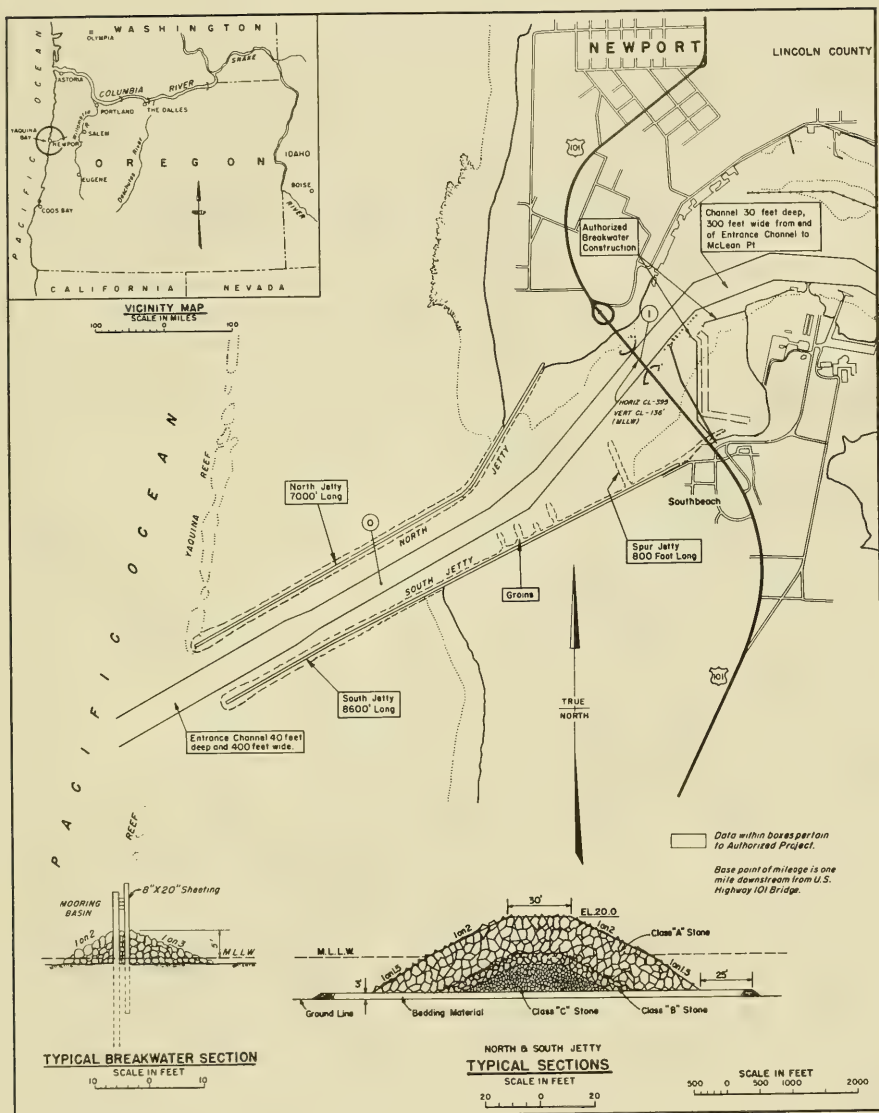 WASHINGTON
OLYMPIA
SNAKE
ASTORIA
COLUMBIA
RIVER
PORTLAND
THE DALLES
YAQUINA
BAY
NEWPORT
Willamette
R
SALEM
Deschutes River
OREGON
IDAHO
EUGENE
BOISE
RIVER
COOS BAY
PACIFIC OCEAN
CALIFORNIA
NEVADA
VICINITY MAP
SCALE IN MILES
100 0 100
NEWPORT
LINCOLN COUNTY
101
Channel 30 feet deep,
300 feet wide from end
of Entrance Channel to
McLean Pt
Authorized
Breakwater
Construction
1
HORIZ CL-395
VERT CL-136'
(MLLW)
PACIFIC OCEAN
YAQUINA REEF
North Jetty
7000' Long
0
NORTH JETTY
SOUTH JETTY
Southbeach
Spur Jetty
800 Foot Long
Groins
South Jetty
8600' Long
Entrance Channel 40 feet
deep and 400 feet wide.
101
TRUE
NORTH
REEF
Data within boxes pertain
to Authorized Project.
Base point of mileage is one
mile downstream from U.S.
Highway 101 Bridge.
8"X20" Sheeting
MOORING
BASIN
1 on 2
1 on 3
5'
MLLW
TYPICAL BREAKWATER SECTION
SCALE IN FEET
10 0 10
30'
EL.20.0
1 on 2
1 on 2
Class "A" Stone
M.L.L.W.
1 on 1.5
1 on 1.5
3'
25'
Ground Line
Bedding Material
Class "C" Stone
Class "B" Stone
NORTH & SOUTH JETTY
TYPICAL SECTIONS
SCALE IN FEET
20 0 20
SCALE IN FEET
500 0 500 1000 2000